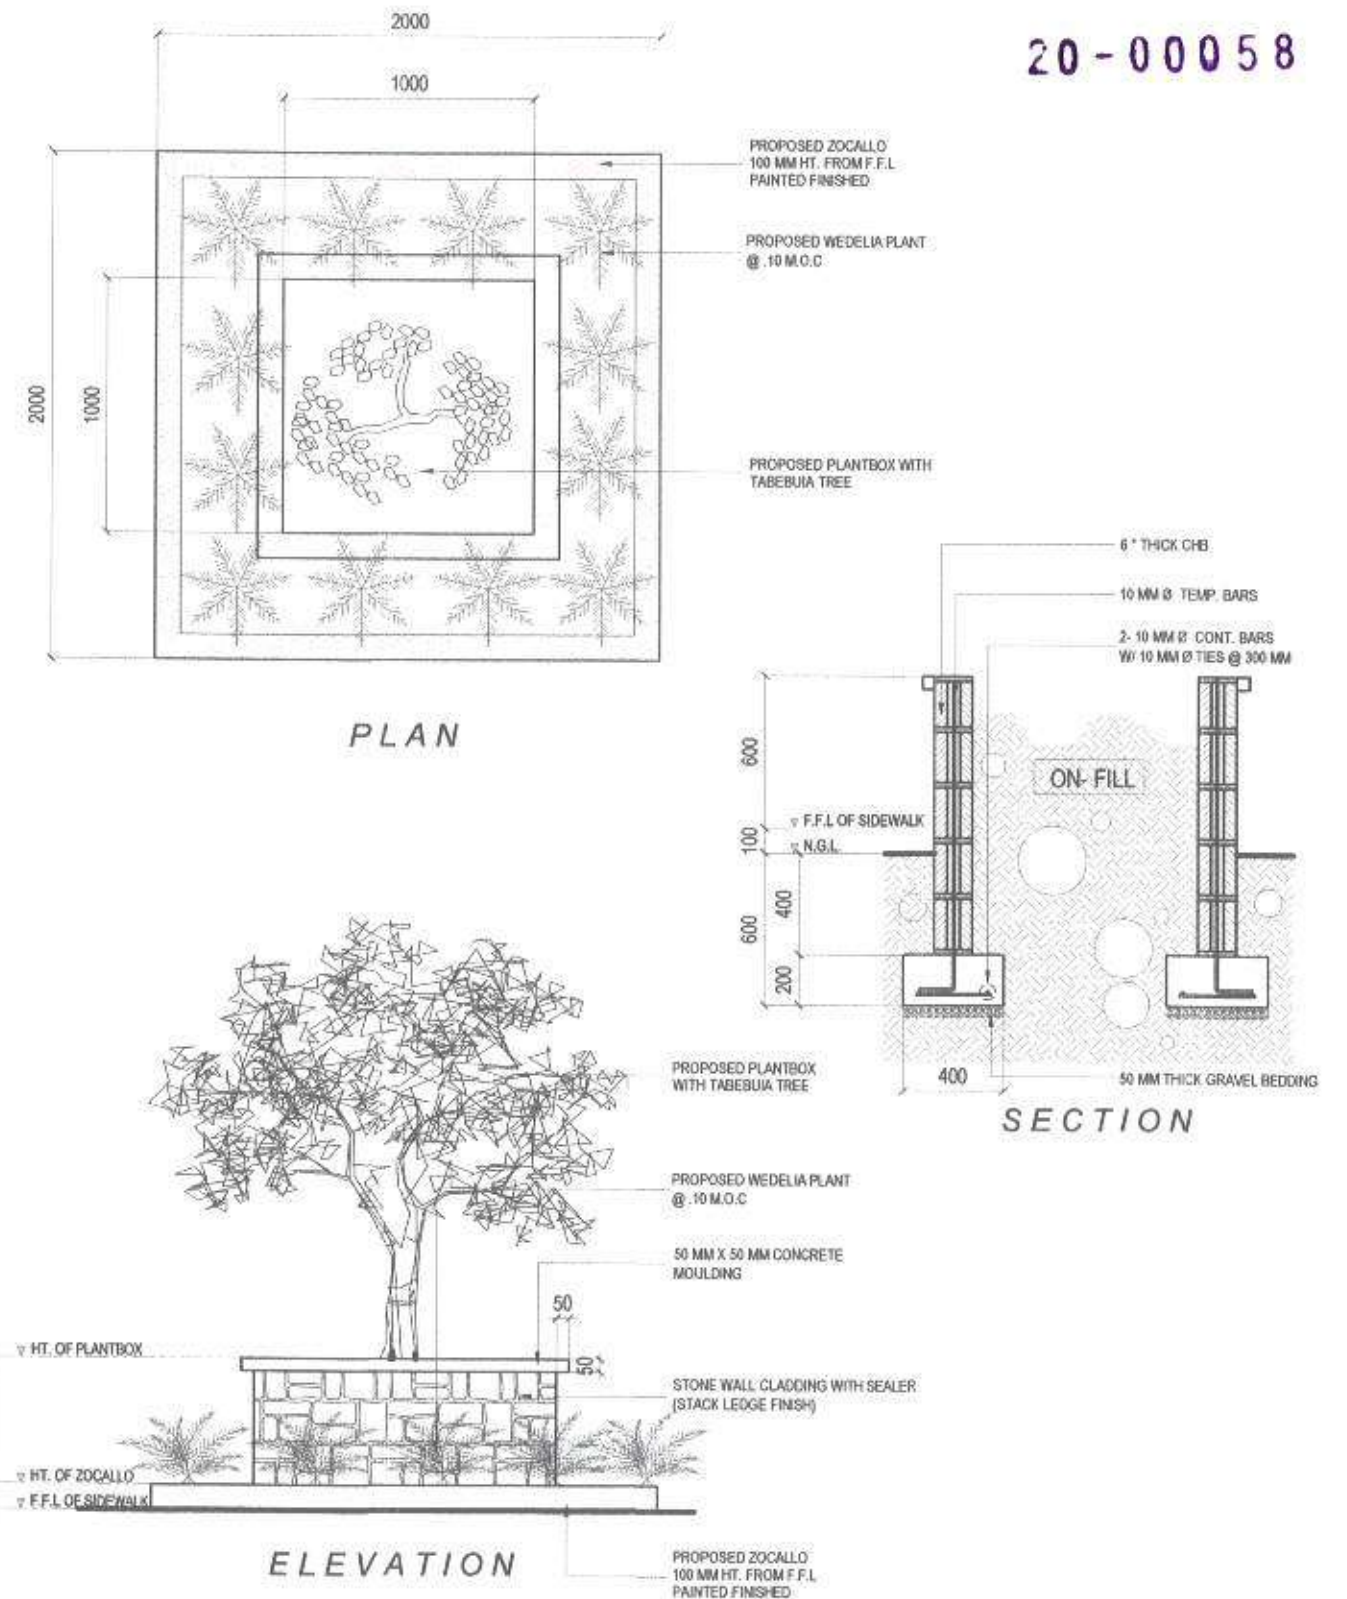 2000
20-00058
1000
PROPOSED ZOCALLO
100 MM HT. FROM F.F.L
PAINTED FINISHED
PROPOSED WEDELIA PLANT
@ .10 M.O.C
2000
1000
PROPOSED PLANTBOX WITH
TABEBUIA TREE
PLAN
6 " THICK CHB
10 MM Ø TEMP. BARS
2- 10 MM Ø CONT. BARS
W/ 10 MM Ø TIES @ 300 MM
600
ON- FILL
F.F.L OF SIDEWALK
100
N.G.L.
600
400
200
400
50 MM THICK GRAVEL BEDDING
SECTION
PROPOSED PLANTBOX
WITH TABEBUIA TREE
PROPOSED WEDELIA PLANT
@ .10 M.O.C
50 MM X 50 MM CONCRETE
MOULDING
50
50
HT. OF PLANTBOX
STONE WALL CLADDING WITH SEALER
(STACK LEDGE FINISH)
HT. OF ZOCALLO
F.F.L OF SIDEWALK
ELEVATION
PROPOSED ZOCALLO
100 MM HT. FROM F.F.L
PAINTED FINISHED